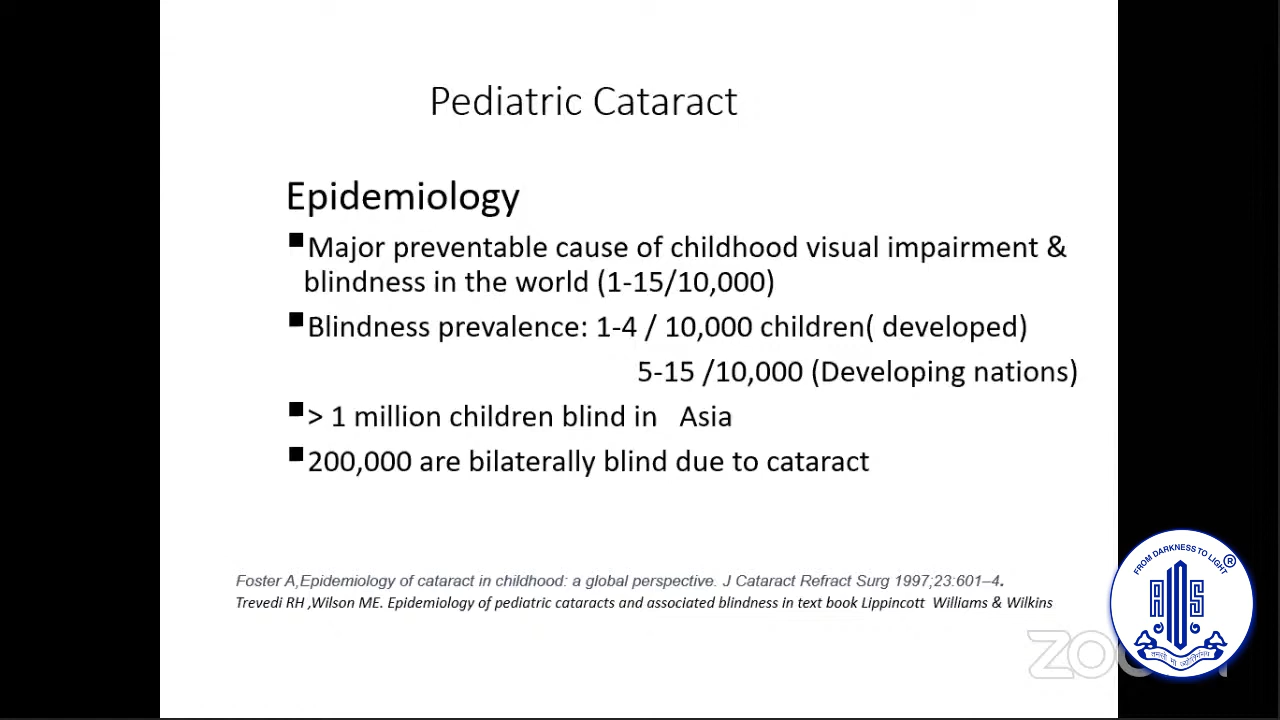 Pediatric Cataract
Epidemiology
▪Major preventable cause of childhood visual impairment &
blindness in the world (1-15/10,000)
▪Blindness prevalence: 1-4 / 10,000 children( developed)
5-15 /10,000 (Developing nations)
▪> 1 million children blind in Asia
▪200,000 are bilaterally blind due to cataract
Foster A,Epidemiology of cataract in childhood: a global perspective. J Cataract Refract Surg 1997;23:601–4.
Trevedi RH ,Wilson ME. Epidemiology of pediatric cataracts and associated blindness in text book Lippincott Williams & Wilkins
FROM DARKNESS TO LIGHT
®
AIOS